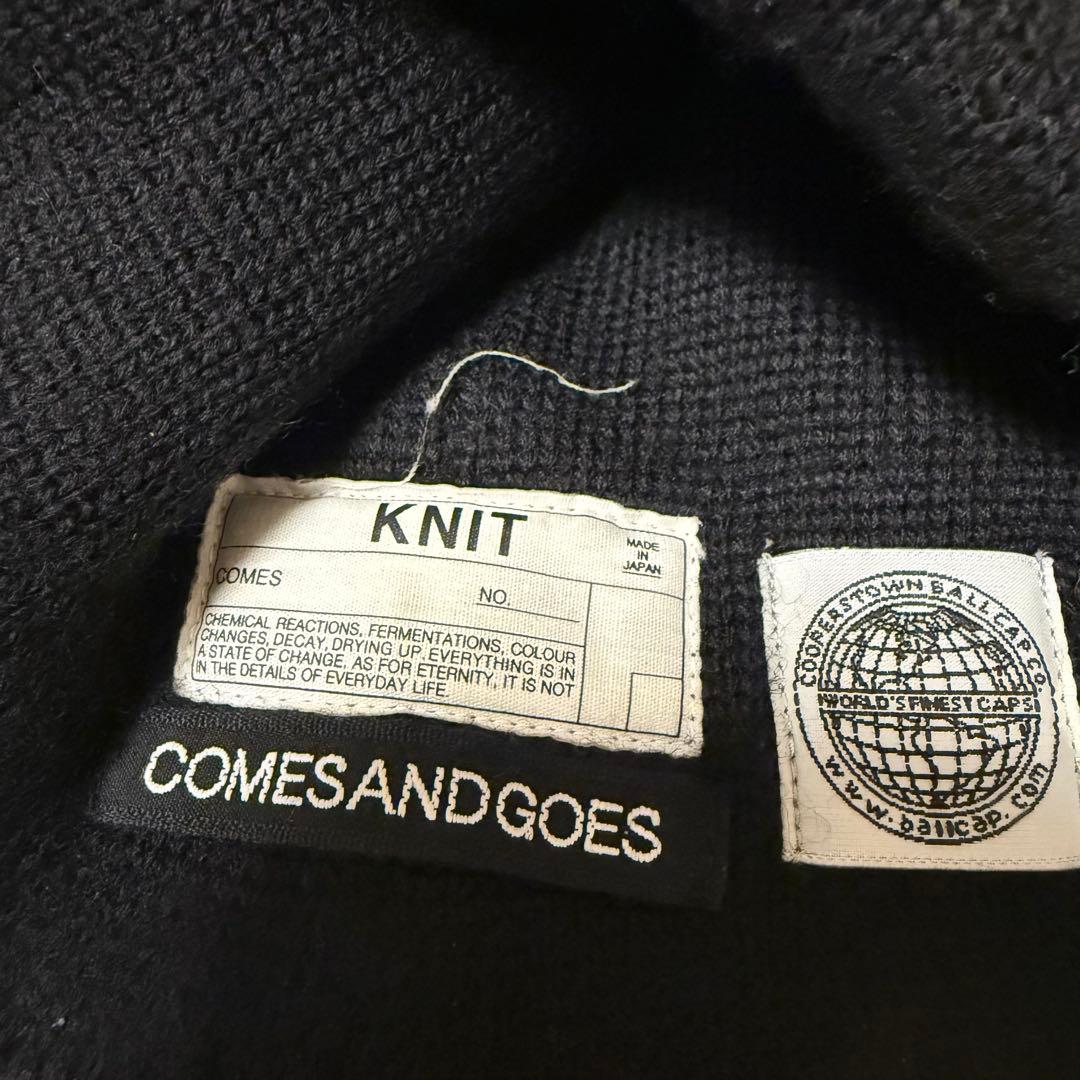 KNIT
MADE
IN
JAPAN
COMES
NO.
CHEMICAL REACTIONS, FERMENTATIONS, COLOUR
CHANGES, DECAY, DRYING UP, EVERYTHING IS IN
A STATE OF CHANGE, AS FOR ETERNITY, IT IS NOT
IN THE DETAILS OF EVERYDAY LIFE.
COMESANDGOES
COOPERSTOWN BALL CAP CO.
WORLD'S FINEST CAPS
www.ballcap.com